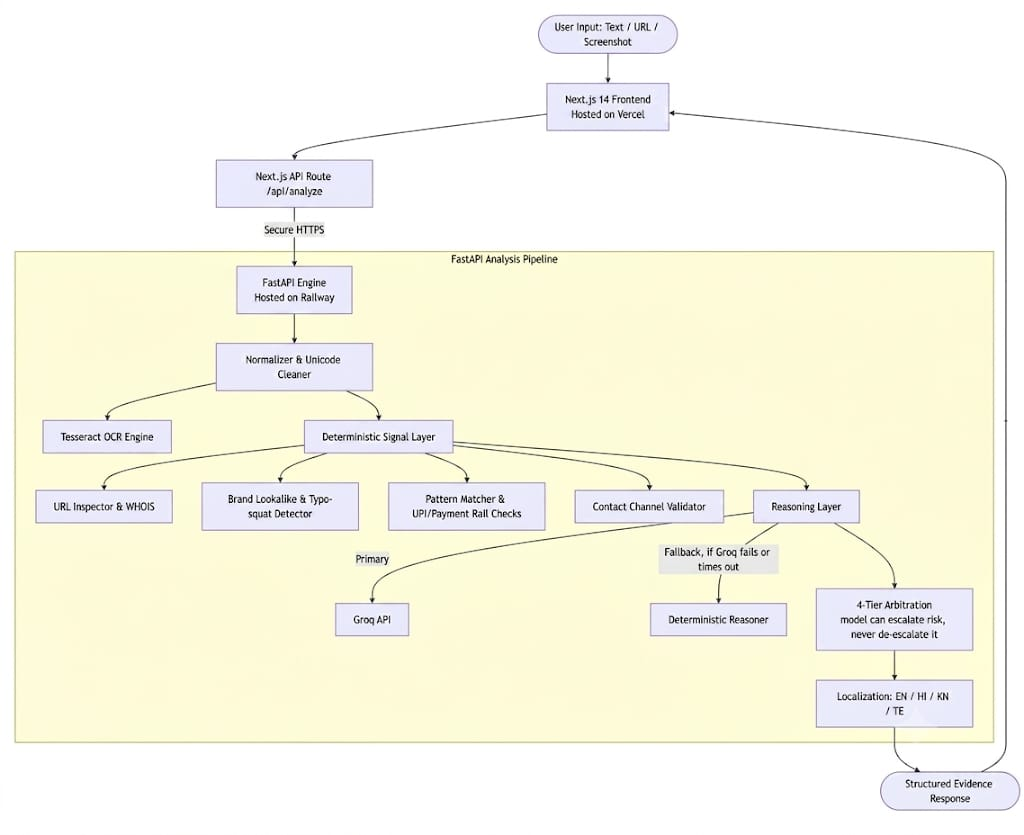 User Input: Text / URL /
Screenshot
Next.js 14 Frontend
Hosted on Vercel
Next.js API Route
/api/analyze
Secure HTTPS
FastAPI Analysis Pipeline
FastAPI Engine
Hosted on Railway
Normalizer & Unicode
Cleaner
Tesseract OCR Engine
Deterministic Signal Layer
URL Inspector & WHOIS
Brand Lookalike & Typo-
squat Detector
Pattern Matcher &
UPI/Payment Rail Checks
Contact Channel Validator
Reasoning Layer
Primary
Fallback, if Groq fails or
times out
Groq API
Deterministic Reasoner
4-Tier Arbitration
model can escalate risk,
never de-escalate it
Localization: EN / HI / KN
/ TE
Structured Evidence
Response